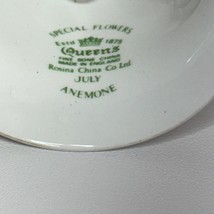 SPECIAL FLOWERS
Estd 1875
Queens
FINE BONE CHINA
MADE IN ENGLAND
Rosina China Co Ltd
JULY
ANEMONE